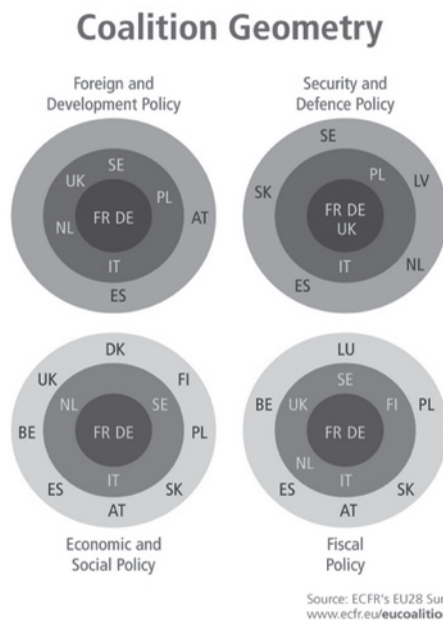 Coalition Geometry
Foreign and
Development Policy
SE
UK
PL
FR DE
AT
NL
IT
ES
Security and
Defence Policy
SE
PL
SK
LV
FR DE
UK
IT
NL
ES
DK
UK
FI
NL
SE
BE
FR DE
PL
IT
ES
SK
AT
Economic and
Social Policy
LU
SE
BE
UK
FI
PL
FR DE
NL
IT
ES
SK
AT
Fiscal
Policy
Source: ECFR's EU28 Sur
www.ecfr.eu/eucoalition